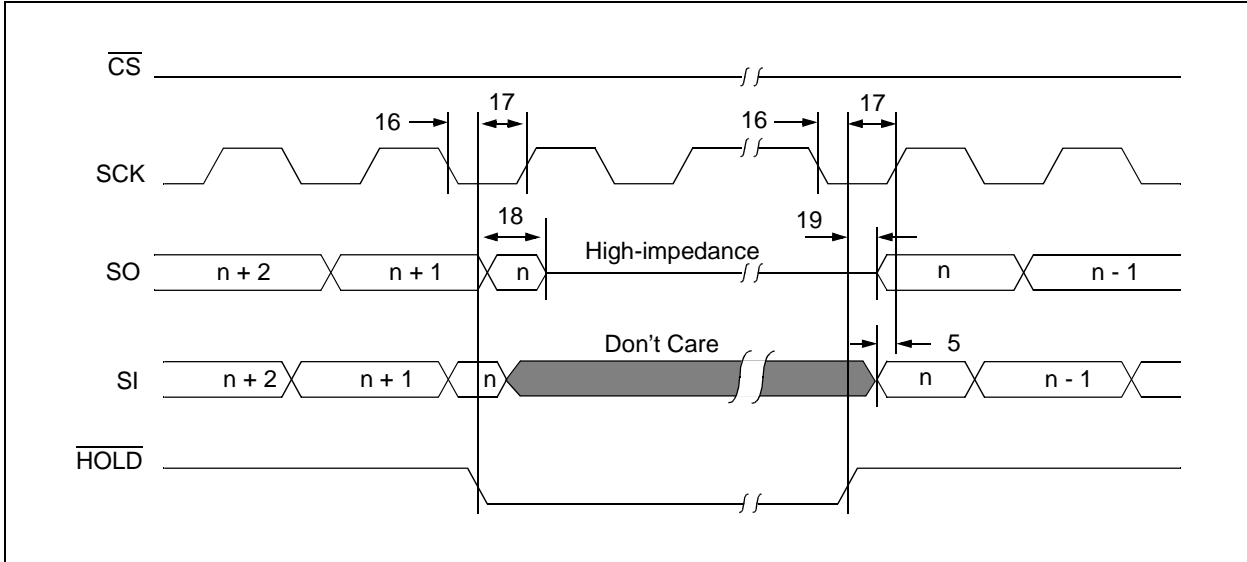 CS
16
17
16
17
SCK
18
19
SO
n + 2
n + 1
n
High-impedance
n
n - 1
Don't Care
5
SI
n + 2
n + 1
n
n
n - 1
HOLD